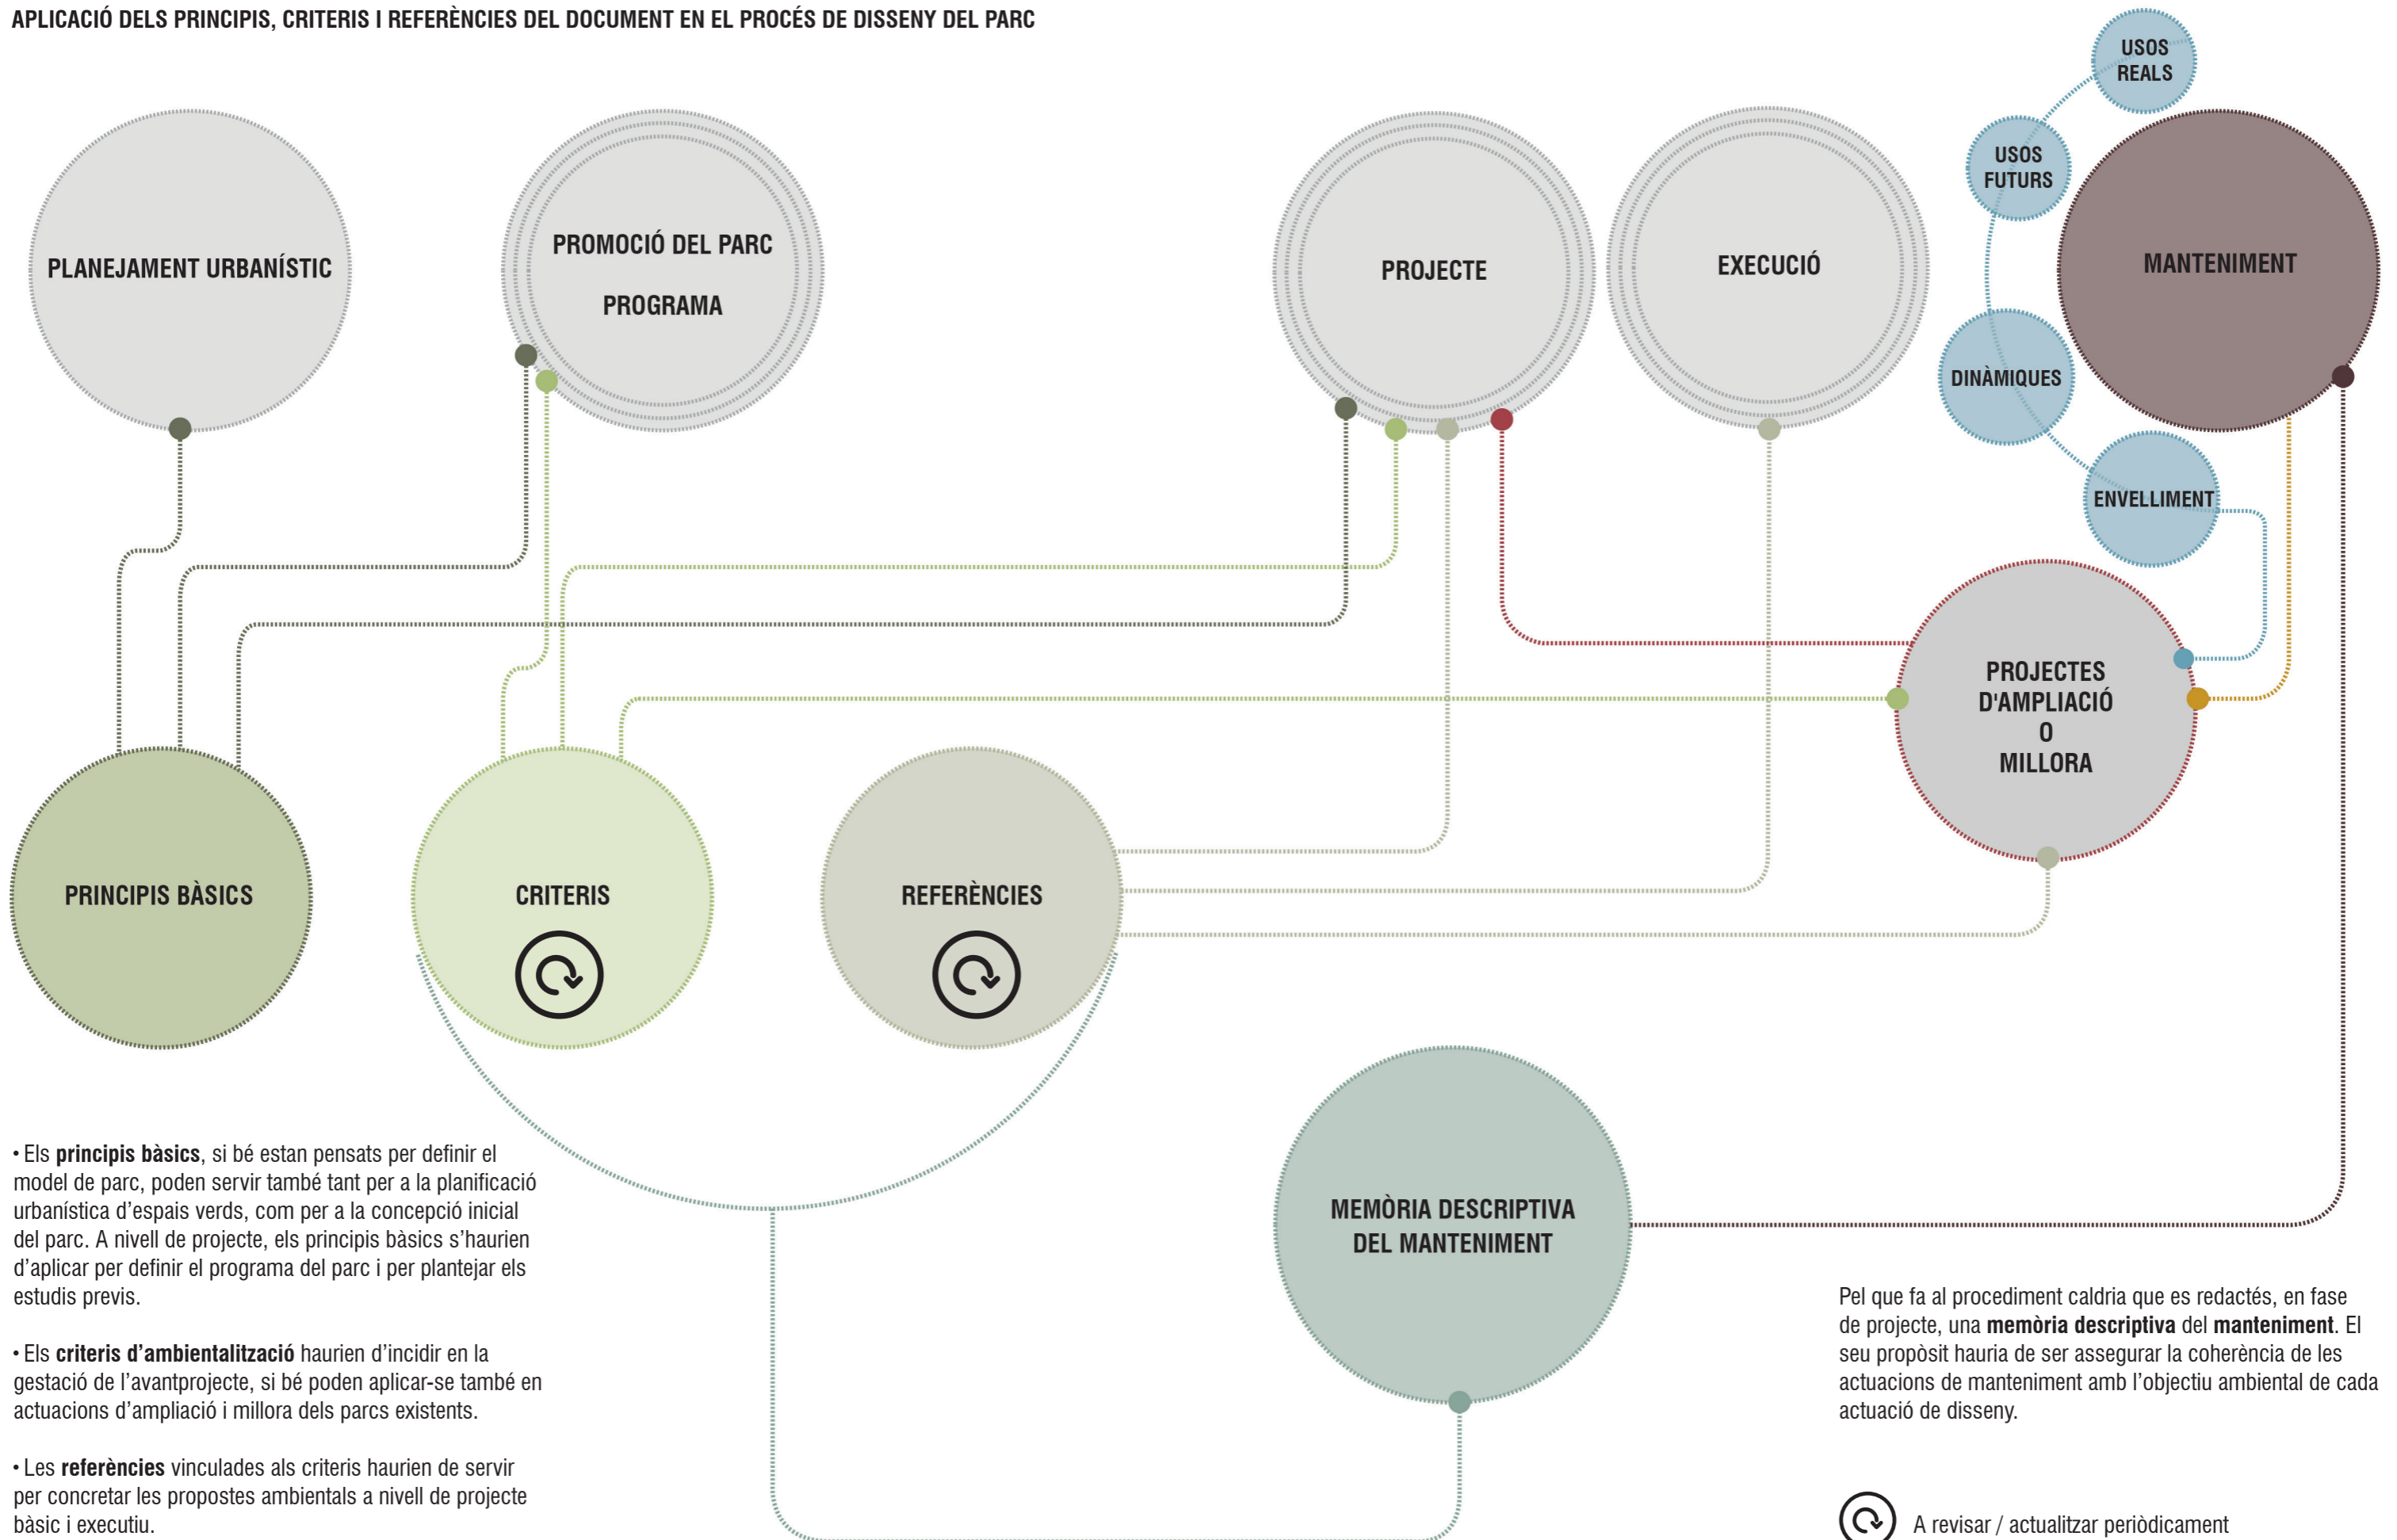 APLICACIÓ DELS PRINCIPIS, CRITERIS I REFERÈNCIES DEL DOCUMENT EN EL PROCÉS DE DISSENY DEL PARC
USOS
REALS
USOS
FUTURS
PLANEJAMENT URBANÍSTIC
PROMOCIÓ DEL PARC
PROGRAMA
PROJECTE
EXECUCIÓ
MANTENIMENT
DINÀMIQUES
ENVELLIMENT
PROJECTES
D'AMPLIACIÓ
O
MILLORA
PRINCIPIS BÀSICS
CRITERIS
REFERÈNCIES
MEMÒRIA DESCRIPTIVA
DEL MANTENIMENT
• Els principis bàsics, si bé estan pensats per definir el
model de parc, poden servir també tant per a la planificació
urbanística d’espais verds, com per a la concepció inicial
del parc. A nivell de projecte, els principis bàsics s’haurien
d’aplicar per definir el programa del parc i per plantejar els
estudis previs.
• Els criteris d’ambientalització haurien d’incidir en la
gestació de l’avantprojecte, si bé poden aplicar-se també en
actuacions d’ampliació i millora dels parcs existents.
• Les referències vinculades als criteris haurien de servir
per concretar les propostes ambientals a nivell de projecte
bàsic i executiu.
Pel que fa al procediment caldria que es redactés, en fase
de projecte, una memòria descriptiva del manteniment. El
seu propòsit hauria de ser assegurar la coherència de les
actuacions de manteniment amb l’objectiu ambiental de cada
actuació de disseny.
A revisar / actualitzar periòdicament